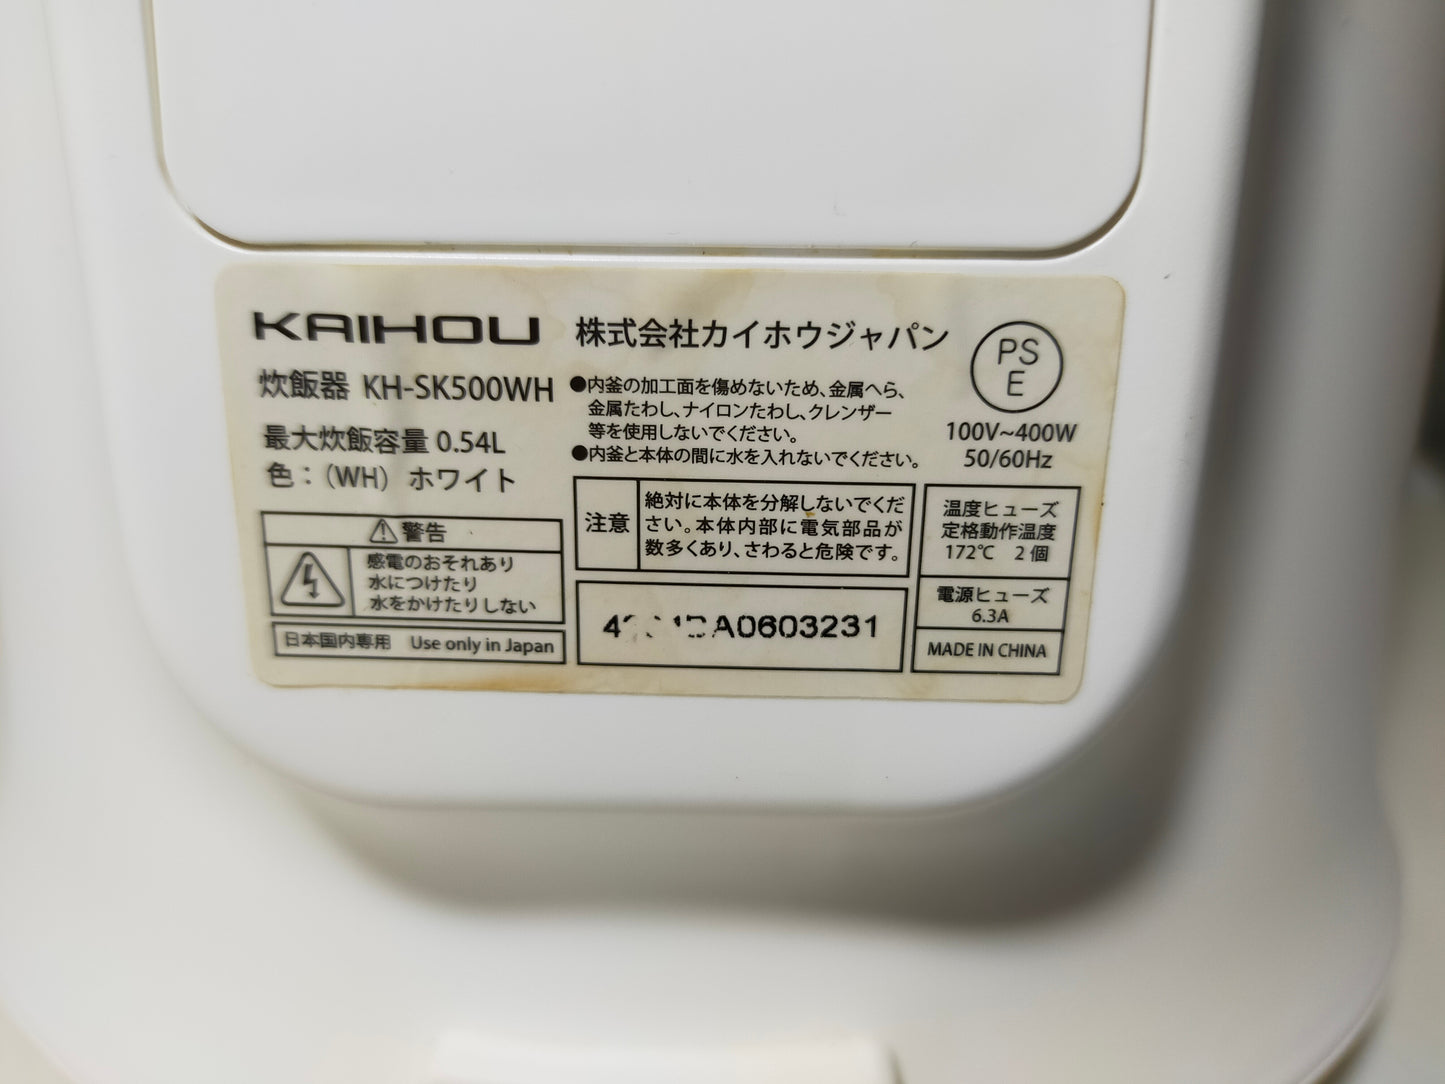 KAIHOU 株式会社カイホウジャパン
炊飯器 KH-SK500WH
最大炊飯容量 0.54L
色：(WH) ホワイト
●内釜の加工面を傷めないため、金属へら、
金属たわし、ナイロンたわし、クレンザー
等を使用しないでください。
●内釜と本体の間に水を入れないでください。
PS
E
100V~400W
50/60Hz
警告
感電のおそれあり
水につけたり
水をかけたりしない
日本国内専用 Use only in Japan
注意
絶対に本体を分解しないでくだ
さい。本体内部に電気部品が
数多くあり、さわると危険です。
温度ヒューズ
定格動作温度
172℃ 2個
電源ヒューズ
6.3A
MADE IN CHINA